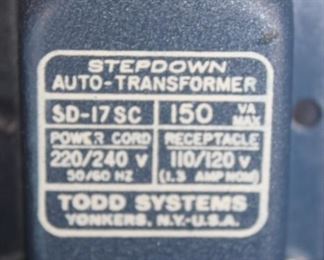 STEPDOWN
AUTO-TRANSFORMER
SD-17SC 150 VA MAX
POWER CORD RECEPTACLE
220/240 V 110/120 V
50/60 HZ (1.3 AMP NOM)
TODD SYSTEMS
YONKERS, N.Y.-U.S.A.